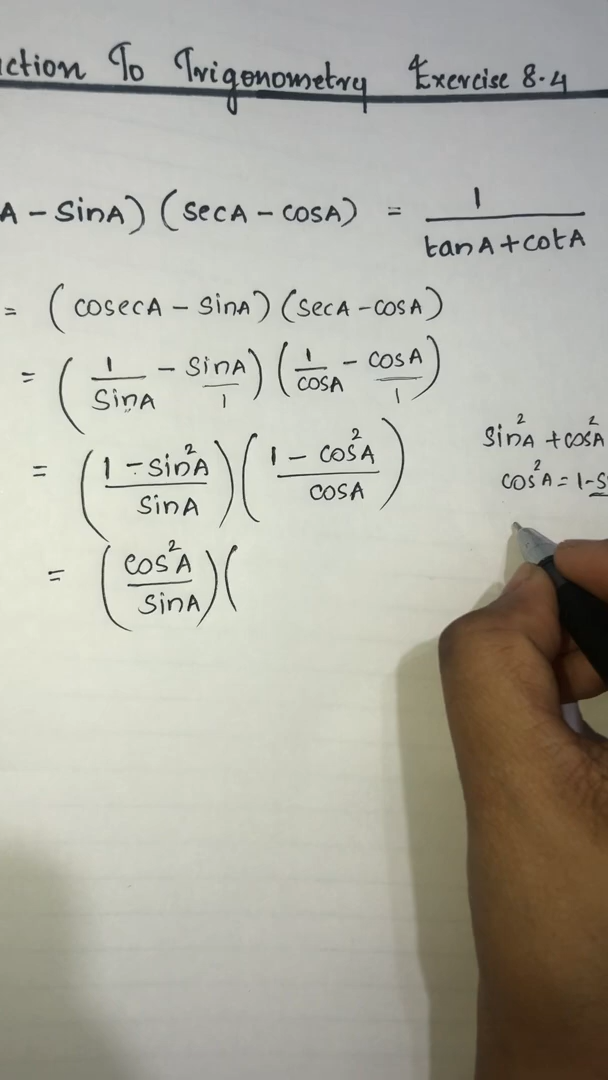 ction To Trigonometry Exercise 8.4
A - sinA) (secA - cosA) = 1/(tanA + cotA)
= (cosecA - sinA) (secA - cosA)
= (1/sinA - sinA/1) (1/cosA - cosA/1)
= ((1 - sin²A)/sinA) ((1 - cos²A)/cosA)
sin²A + cos²A
cos²A = 1 - s
= (cos²A/sinA) (